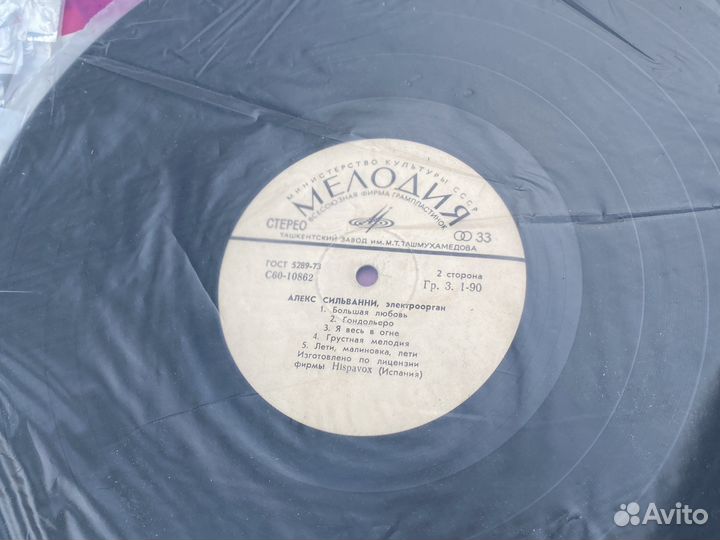 МИНИСТЕРСТВО КУЛЬТУРЫ СССР
МЕЛОДИЯ
ВСЕСОЮЗНАЯ ФИРМА ГРАМПЛАСТИНОК
СТЕРЕО
33
ТАШКЕНТСКИЙ ЗАВОД ИМ. М.Т. ТАШМУХАМЕДОВА
ГОСТ 5289-73
С60-10862
2 сторона
Гр. 3. 1-90
АЛЕКС СИЛЬВАННИ, электроорган
1. Большая любовь
2. Гондольеро
3. Я весь в огне
4. Грустная мелодия
5. Лети, малиновка, лети
Изготовлено по лицензии
фирмы Hispavox (Испания)
Avito